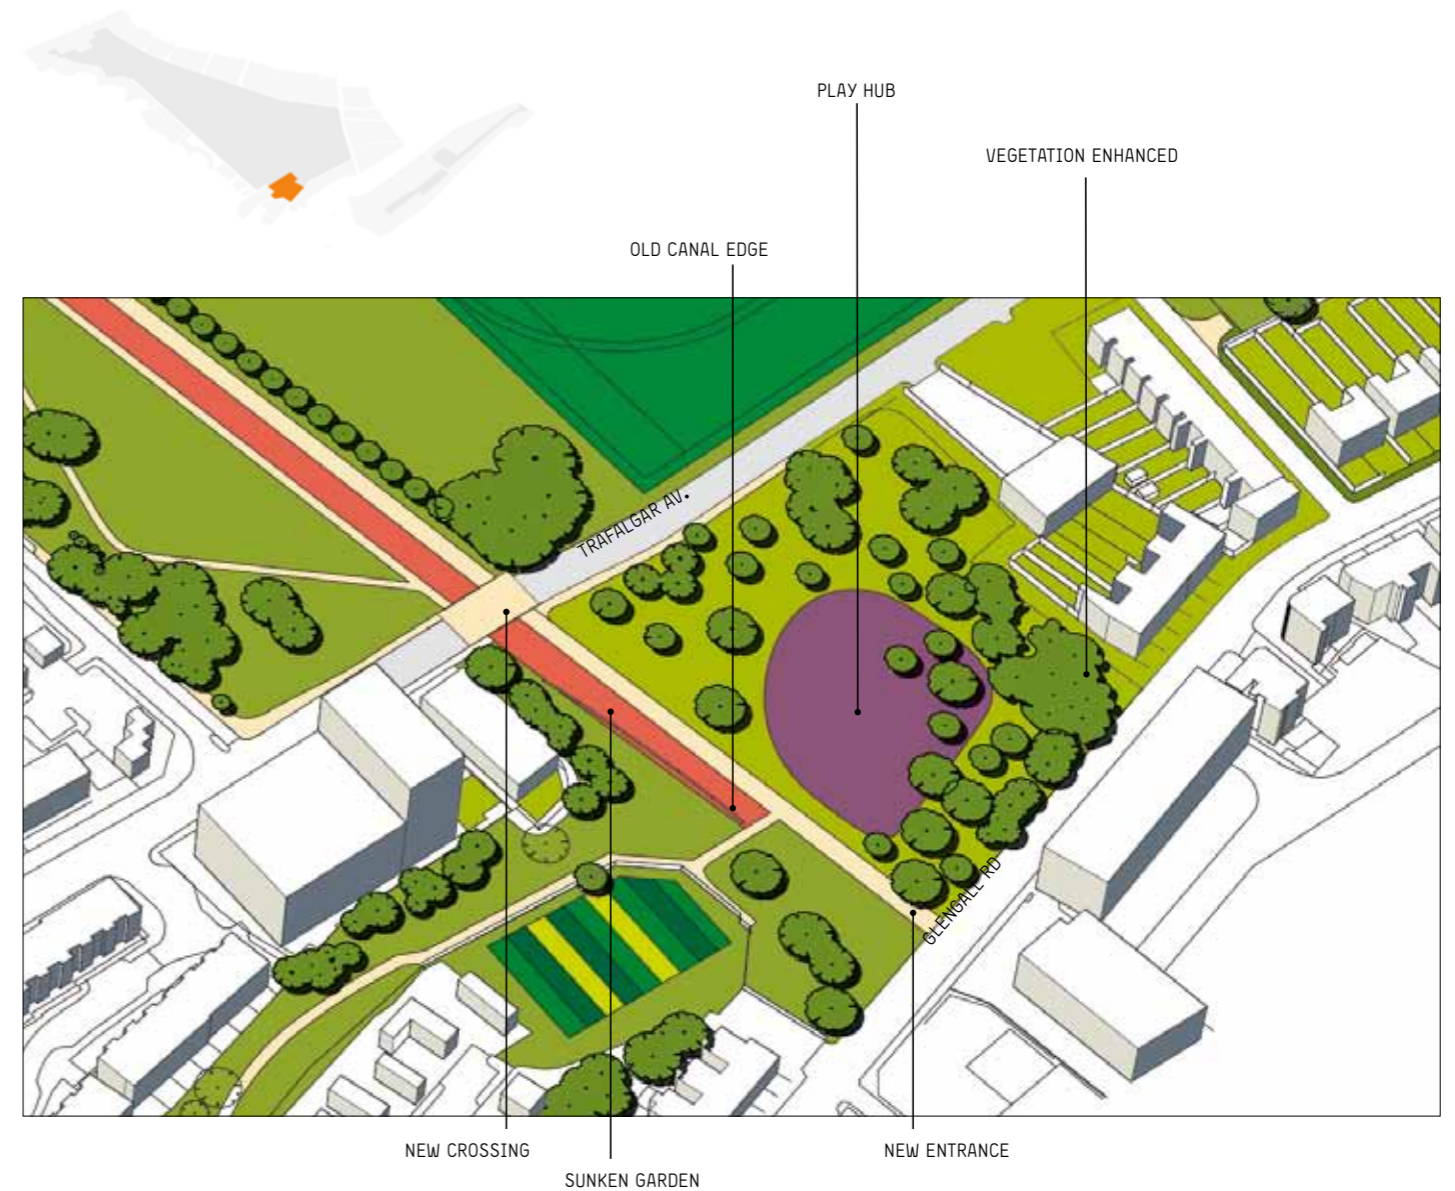 PLAY HUB
VEGETATION ENHANCED
OLD CANAL EDGE
TRAFALGAR AV.
GLENGALL RD
NEW CROSSING
NEW ENTRANCE
SUNKEN GARDEN